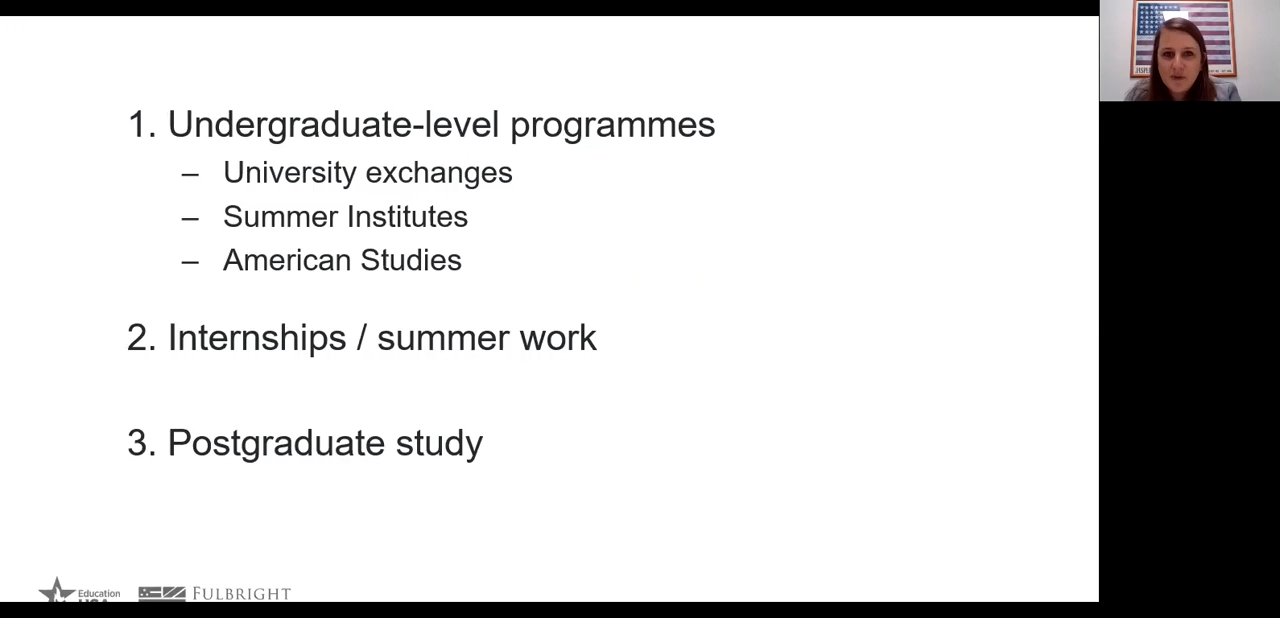 1. Undergraduate-level programmes
– University exchanges
– Summer Institutes
– American Studies
2. Internships / summer work
3. Postgraduate study
Education
USA
FULBRIGHT